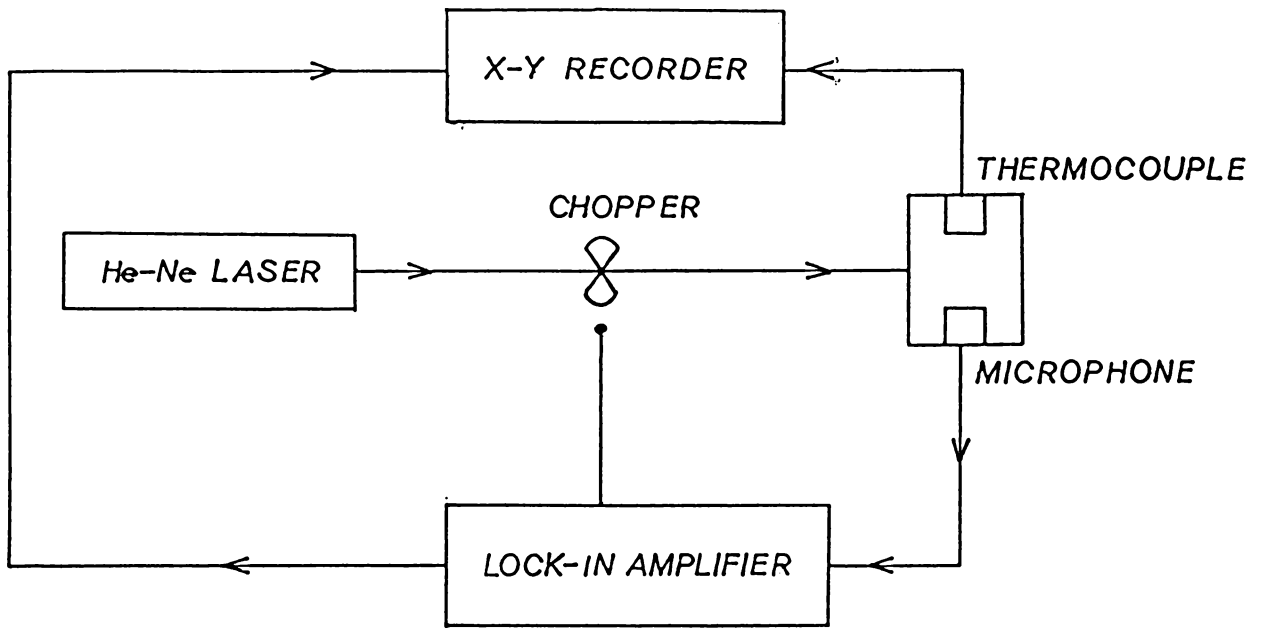 X-Y RECORDER
THERMOCOUPLE
CHOPPER
He-Ne LASER
MICROPHONE
LOCK-IN AMPLIFIER